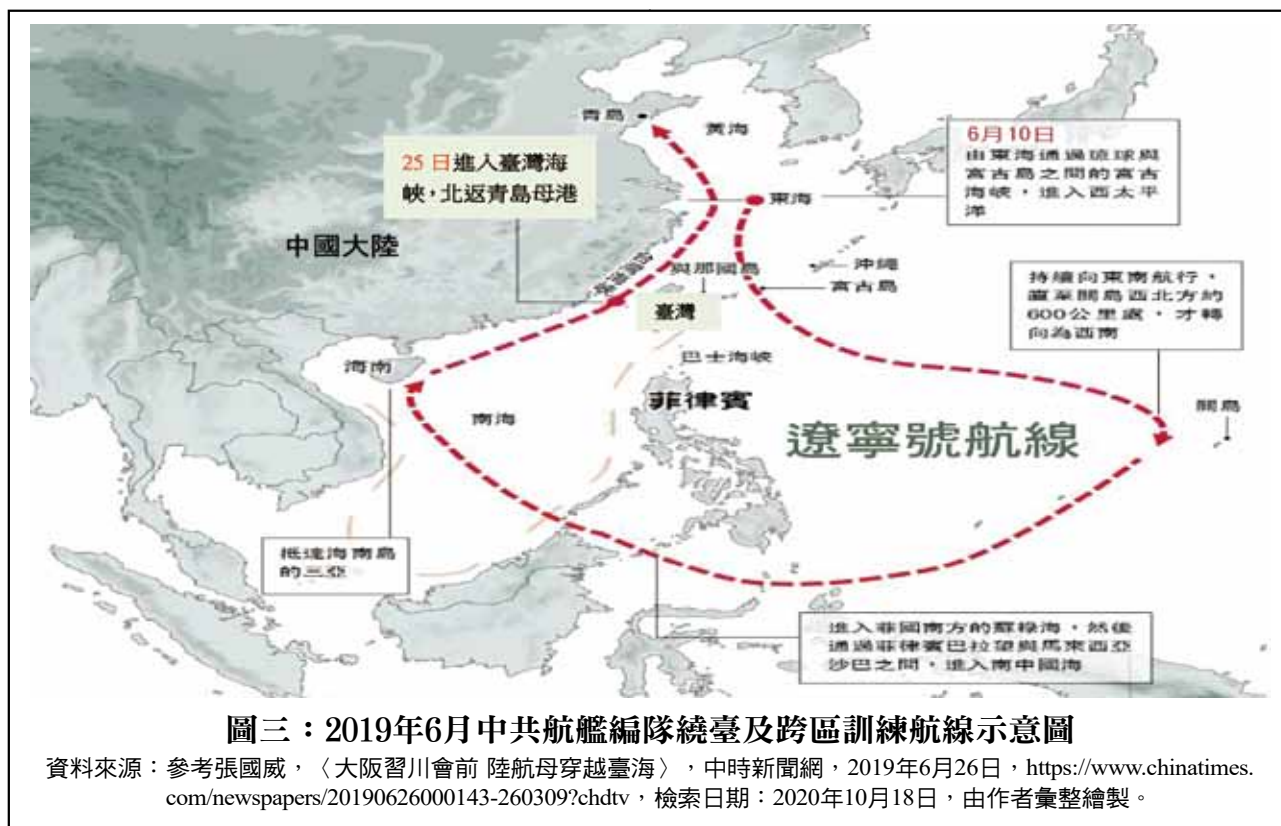 青島
黃海
6月10日
由東海通過琉球與
宮古島之間的宮古
海峽，進入西太平
洋
25 日進入臺灣海
峽，北返青島母港
東海
中國大陸
沖繩
與那國島
宮古島
持續向東南航行，
直至關島西北方約
600公里處，才轉
向為西南
臺灣
海南
巴士海峽
菲律賓
南海
關島
遼寧號航線
抵達海南島
的三亞
進入菲國南方的蘇祿海，然後
通過菲律賓巴拉望與馬來西亞
沙巴之間，進入南中國海
圖三：2019年6月中共航艦編隊繞臺及跨區訓練航線示意圖
資料來源：參考張國威，〈大阪習川會前 陸航母穿越臺海〉，中時新聞網，2019年6月26日，https://www.chinatimes.
com/newspapers/20190626000143-260309?chdtv，檢索日期：2020年10月18日，由作者彙整繪製。